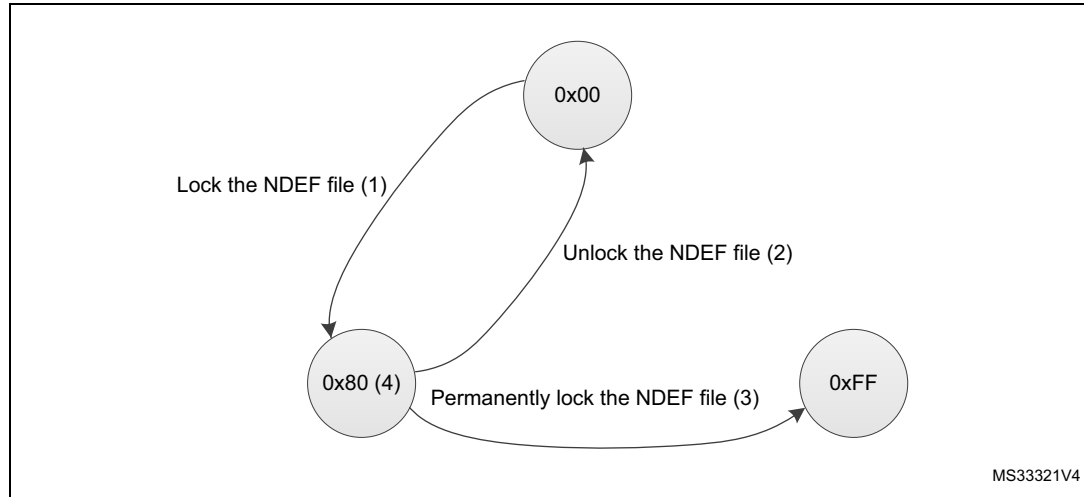 0x00
Lock the NDEF file (1)
Unlock the NDEF file (2)
0x80 (4)
Permanently lock the NDEF file (3)
0xFF
MS33321V4